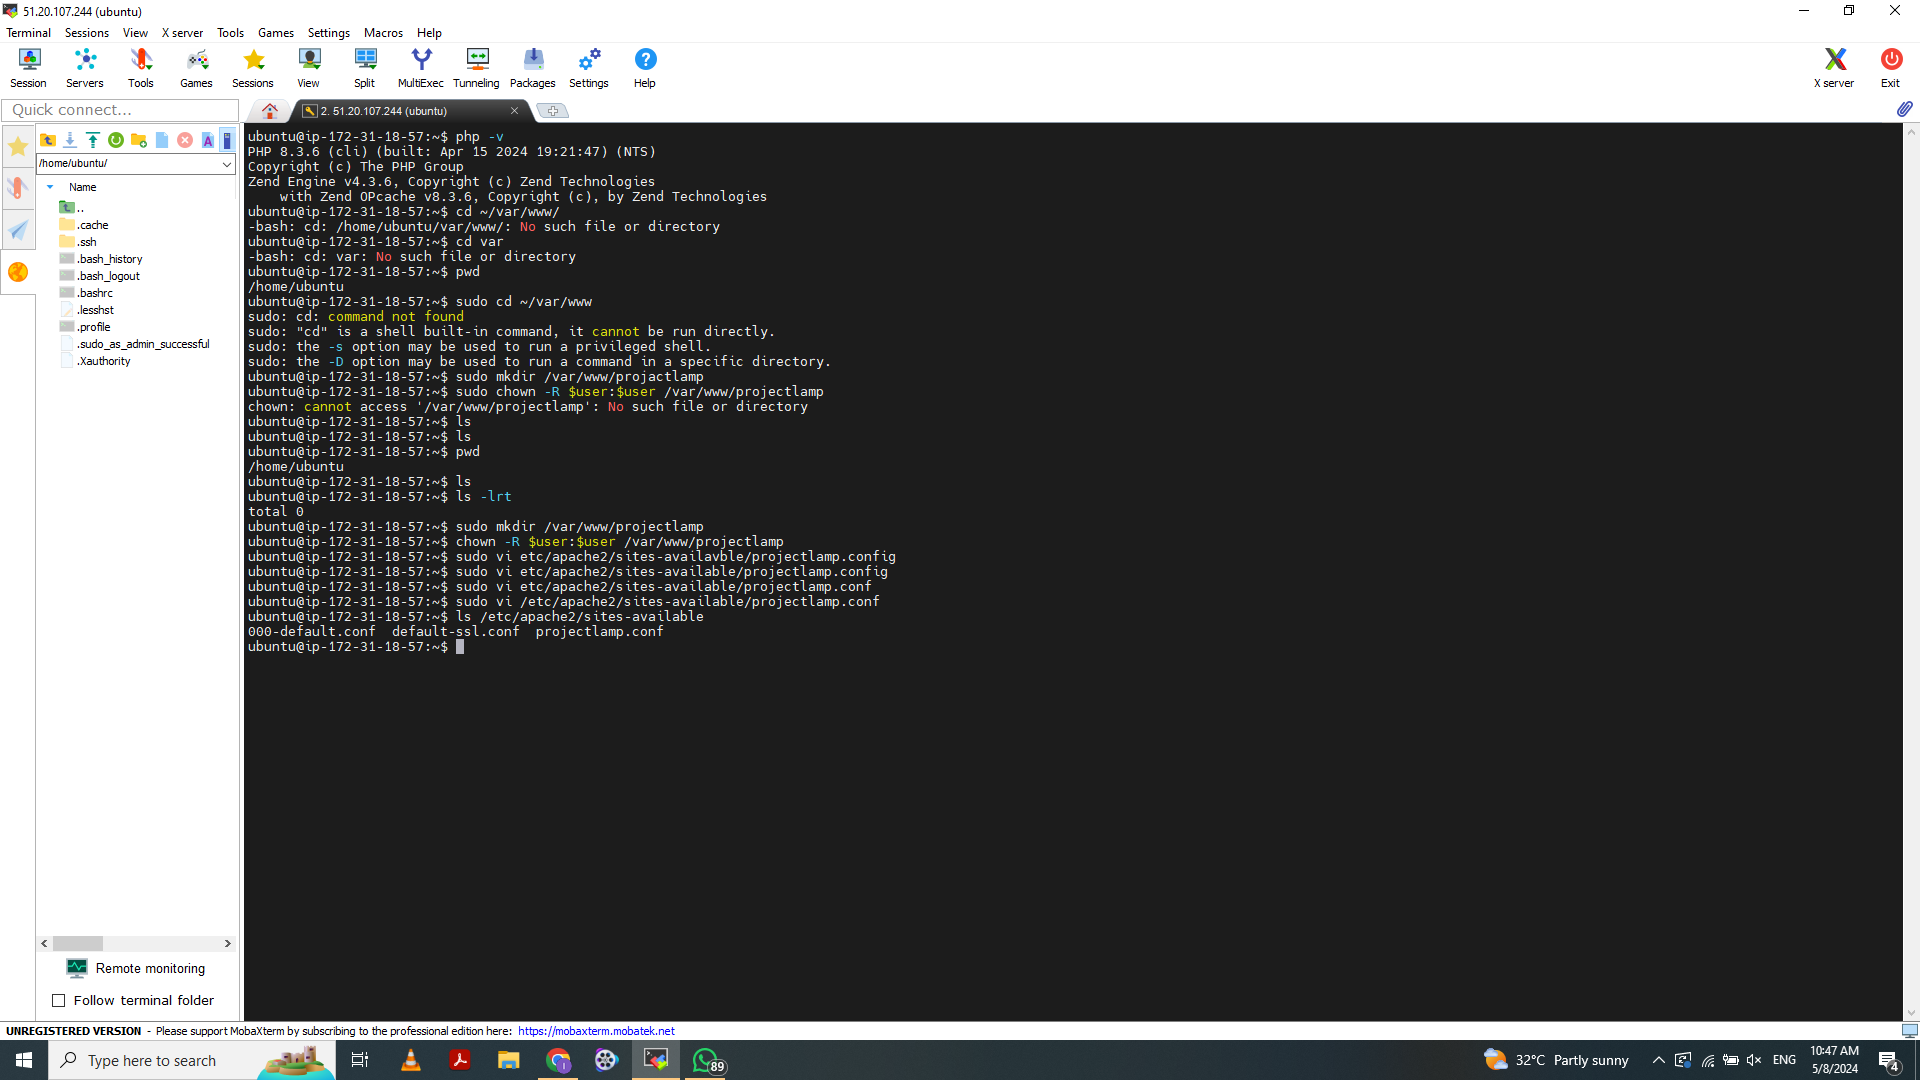 51.20.107.244 (ubuntu)
Terminal Sessions View X server Tools Games Settings Macros Help
Session Servers Tools Games Sessions View Split MultiExec Tunneling Packages Settings Help X server Exit
Quick connect...
2. 51.20.107.244 (ubuntu)
/home/ubuntu/
Name
..
.cache
.ssh
.bash_history
.bash_logout
.bashrc
.lesshst
.profile
.sudo_as_admin_successful
.Xauthority
Remote monitoring
Follow terminal folder
ubuntu@ip-172-31-18-57:~$ php -v
PHP 8.3.6 (cli) (built: Apr 15 2024 19:21:47) (NTS)
Copyright (c) The PHP Group
Zend Engine v4.3.6, Copyright (c) Zend Technologies
    with Zend OPcache v8.3.6, Copyright (c), by Zend Technologies
ubuntu@ip-172-31-18-57:~$ cd ~/var/www/
-bash: cd: /home/ubuntu/var/www/: No such file or directory
ubuntu@ip-172-31-18-57:~$ cd var
-bash: cd: var: No such file or directory
ubuntu@ip-172-31-18-57:~$ pwd
/home/ubuntu
ubuntu@ip-172-31-18-57:~$ sudo cd ~/var/www
sudo: cd: command not found
sudo: "cd" is a shell built-in command, it cannot be run directly.
sudo: the -s option may be used to run a privileged shell.
sudo: the -D option may be used to run a command in a specific directory.
ubuntu@ip-172-31-18-57:~$ sudo mkdir /var/www/projactlamp
ubuntu@ip-172-31-18-57:~$ sudo chown -R $user:$user /var/www/projectlamp
chown: cannot access '/var/www/projectlamp': No such file or directory
ubuntu@ip-172-31-18-57:~$ ls
ubuntu@ip-172-31-18-57:~$ ls
ubuntu@ip-172-31-18-57:~$ pwd
/home/ubuntu
ubuntu@ip-172-31-18-57:~$ ls
ubuntu@ip-172-31-18-57:~$ ls -lrt
total 0
ubuntu@ip-172-31-18-57:~$ sudo mkdir /var/www/projectlamp
ubuntu@ip-172-31-18-57:~$ chown -R $user:$user /var/www/projectlamp
ubuntu@ip-172-31-18-57:~$ sudo vi etc/apache2/sites-availavble/projectlamp.config
ubuntu@ip-172-31-18-57:~$ sudo vi etc/apache2/sites-available/projectlamp.config
ubuntu@ip-172-31-18-57:~$ sudo vi etc/apache2/sites-available/projectlamp.conf
ubuntu@ip-172-31-18-57:~$ sudo vi /etc/apache2/sites-available/projectlamp.conf
ubuntu@ip-172-31-18-57:~$ ls /etc/apache2/sites-available
000-default.conf  default-ssl.conf  projectlamp.conf
ubuntu@ip-172-31-18-57:~$
UNREGISTERED VERSION - Please support MobaXterm by subscribing to the professional edition here: https://mobaxterm.mobatek.net
Type here to search
89
32°C Partly sunny
ENG
10:47 AM
5/8/2024
4